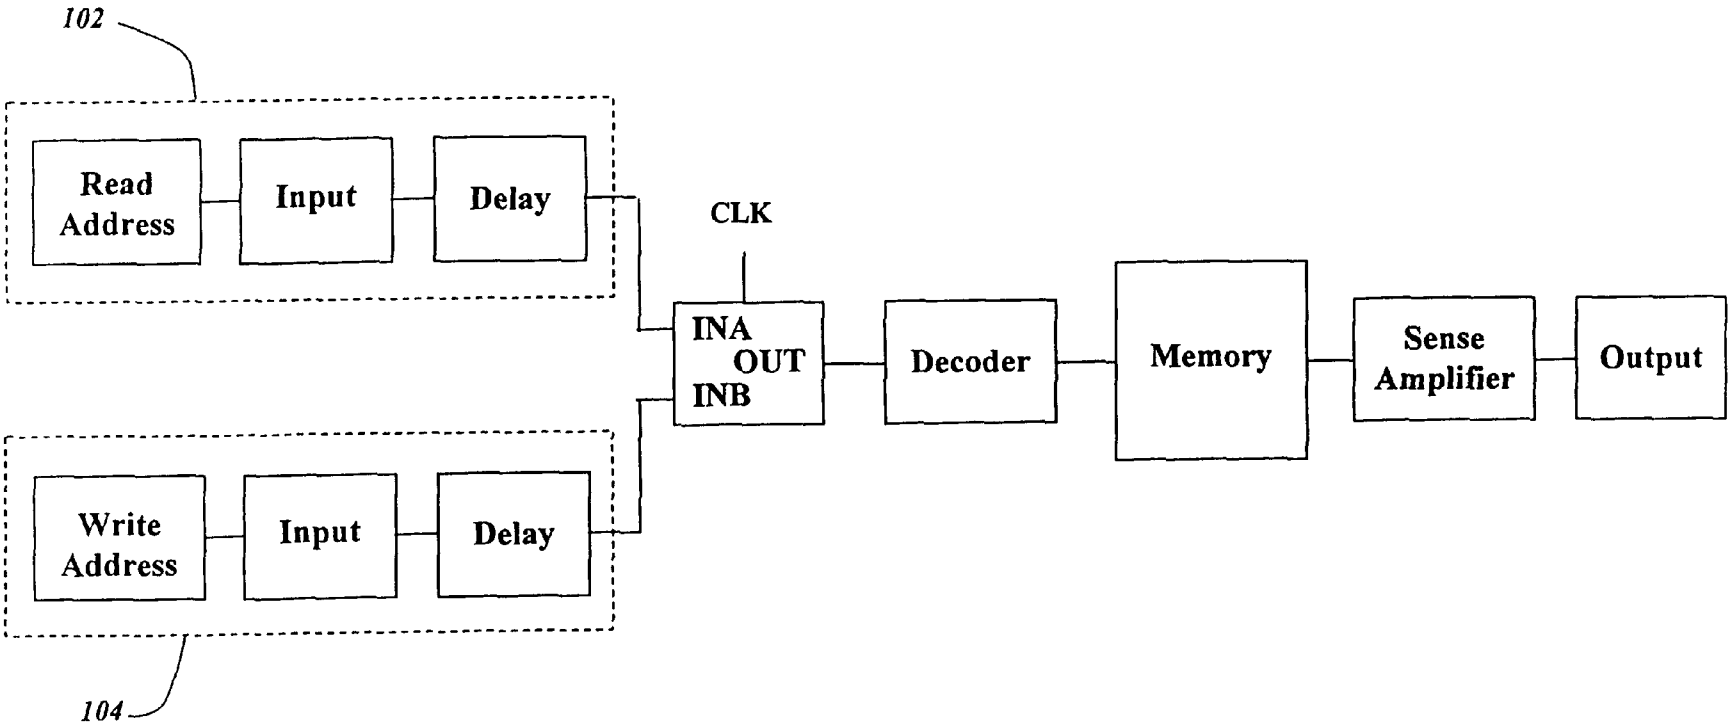 102
Read
Address
Input
Delay
CLK
INA
OUT
INB
Decoder
Memory
Sense
Amplifier
Output
Write
Address
Input
Delay
104